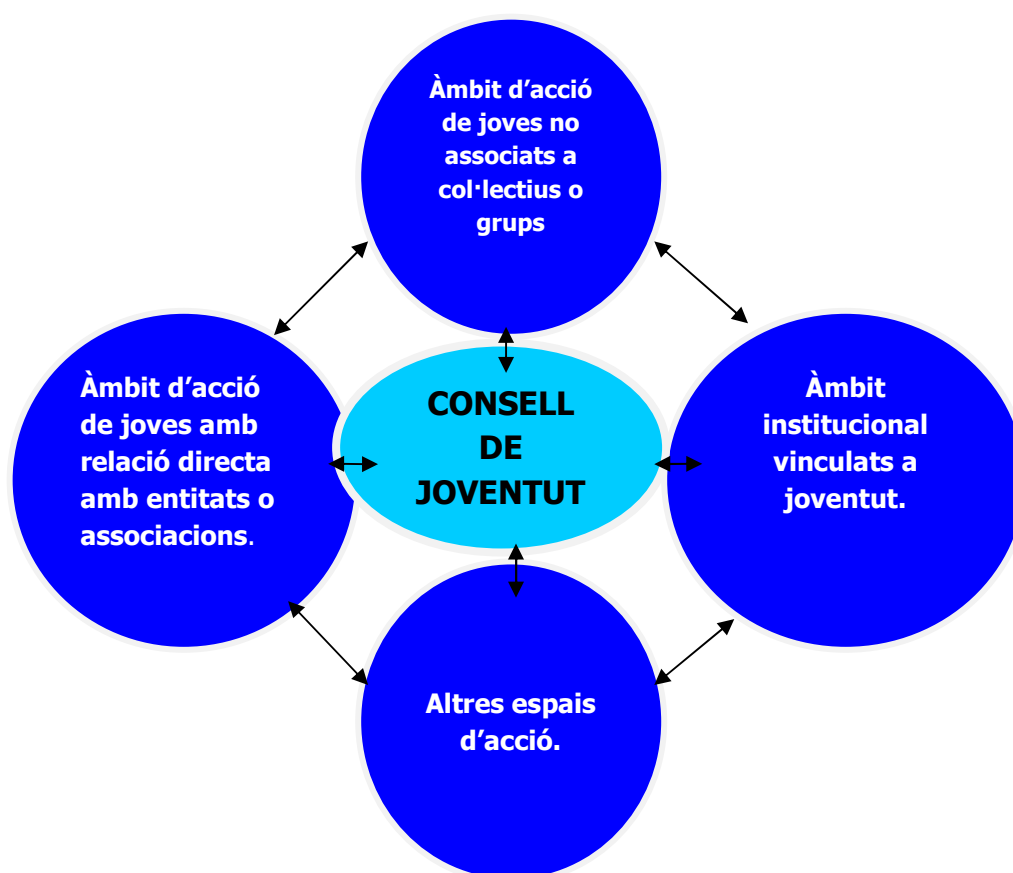 Àmbit d’acció
de joves no
associats a
col·lectius o
grups
Àmbit d’acció
de joves amb
relació directa
amb entitats o
associacions.
CONSELL
DE
JOVENTUT
Àmbit
institucional
vinculats a
joventut.
Altres espais
d’acció.